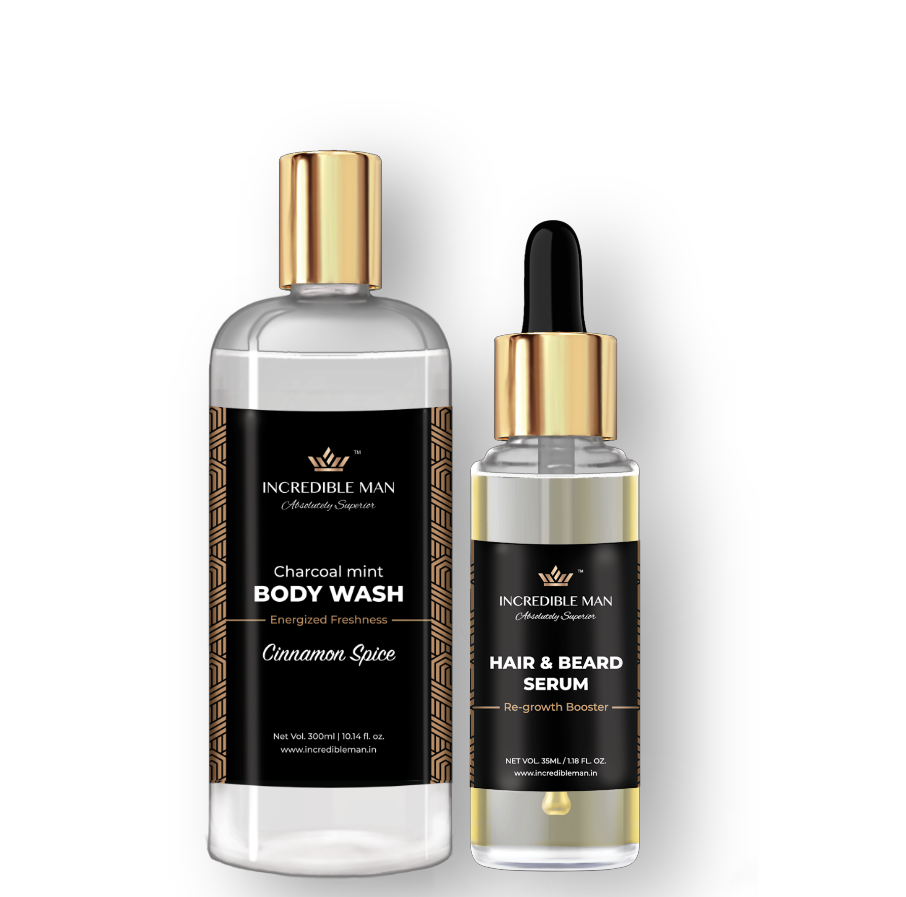 TM
INCREDIBLE MAN
Absolutely Superior
Charcoal mint
BODY WASH
Energized Freshness
Cinnamon Spice
Net Vol. 300ml | 10.14 fl. oz.
www.incredibleman.in
TM
INCREDIBLE MAN
Absolutely Superior
HAIR & BEARD
SERUM
Re-growth Booster
NET VOL. 35ML / 1.18 FL. OZ.
www.incredibleman.in